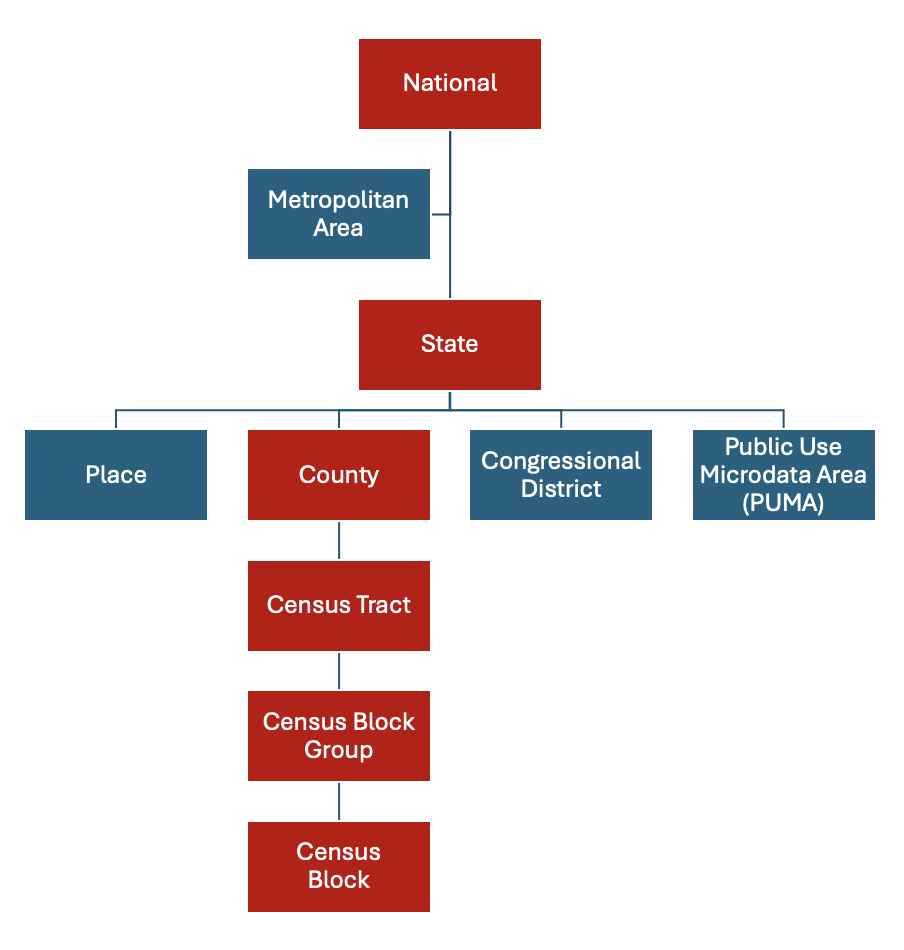 National
Metropolitan
Area
State
Place
County
Congressional
District
Public Use
Microdata Area
(PUMA)
Census Tract
Census Block
Group
Census
Block